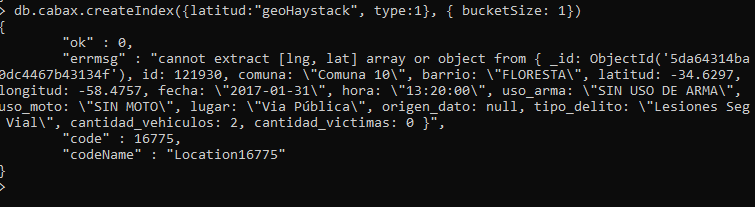 > db.cabax.createIndex({latitud:"geoHaystack", type:1}, { bucketSize: 1})
{
"ok" : 0,
"errmsg" : "cannot extract [lng, lat] array or object from { _id: ObjectId('5da64314ba
0dc4467b43134f'), id: 121930, comuna: \"Comuna 10\", barrio: \"FLORESTA\", latitud: -34.6297,
longitud: -58.4757, fecha: \"2017-01-31\", hora: \"13:20:00\", uso_arma: \"SIN USO DE ARMA\",
uso_moto: \"SIN MOTO\", lugar: \"Via Pública\", origen_dato: null, tipo_delito: \"Lesiones Seg
Vial\", cantidad_vehiculos: 2, cantidad_victimas: 0 }",
"code" : 16775,
"codeName" : "Location16775"
}
>